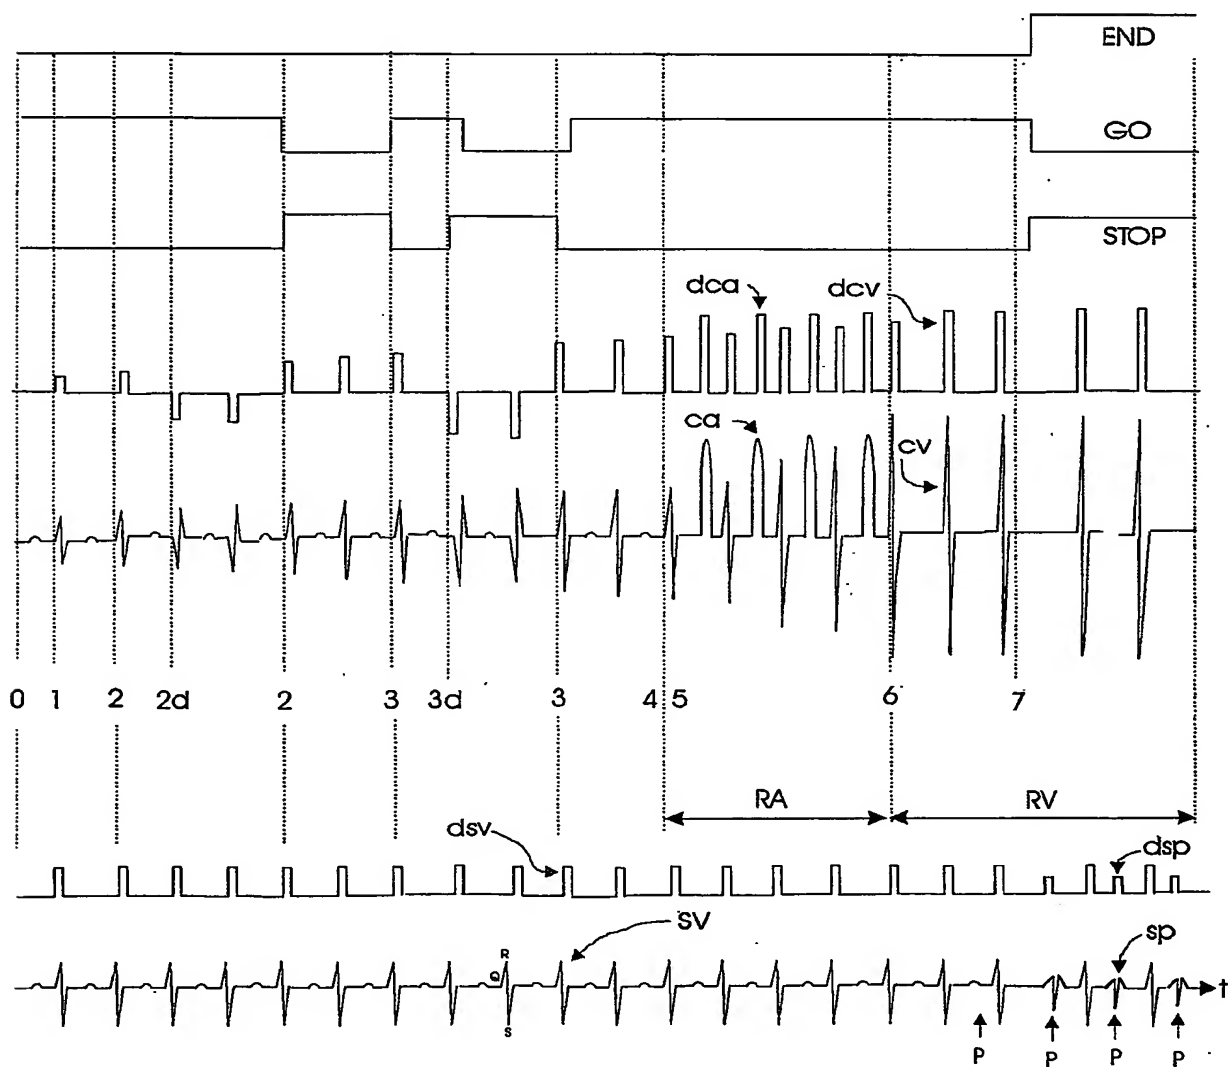 END
GO
STOP
dca dcv
ca cv
0 1 2 2d 2 3 3d 3 4 5 6 7
RA RV
dsv dsp
SV sp
R
Q
S
t
P P P P